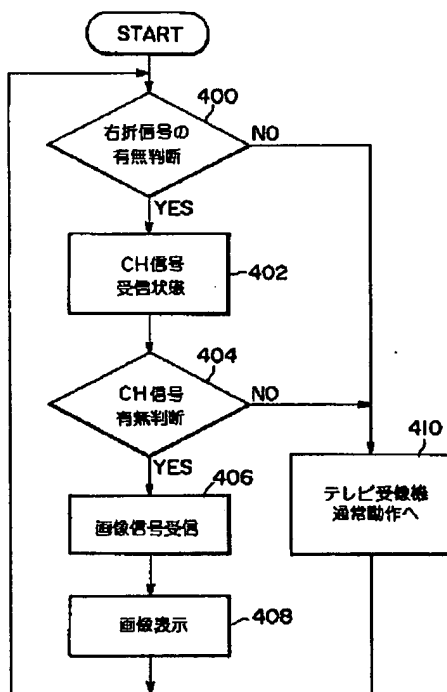 START
400
右折信号の
有無判断
NO
YES
CH信号
受信状態
402
404
CH信号
有無判断
NO
YES
406
画像信号受信
410
テレビ受像機
通常動作へ
画像表示
408